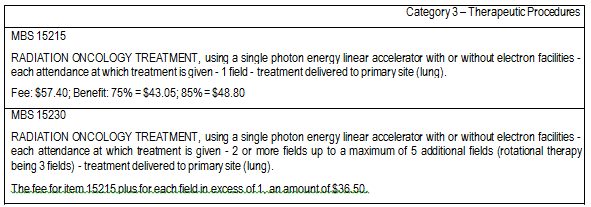 Category 3 – Therapeutic Procedures
MBS 15215
RADIATION ONCOLOGY TREATMENT, using a single photon energy linear accelerator with or without electron facilities -
each attendance at which treatment is given - 1 field - treatment delivered to primary site (lung).
Fee: $57.40; Benefit: 75% = $43.05; 85% = $48.80
MBS 15230
RADIATION ONCOLOGY TREATMENT, using a single photon energy linear accelerator with or without electron facilities -
each attendance at which treatment is given - 2 or more fields up to a maximum of 5 additional fields (rotational therapy
being 3 fields) - treatment delivered to primary site (lung).
The fee for item 15215 plus for each field in excess of 1, an amount of $36.50.